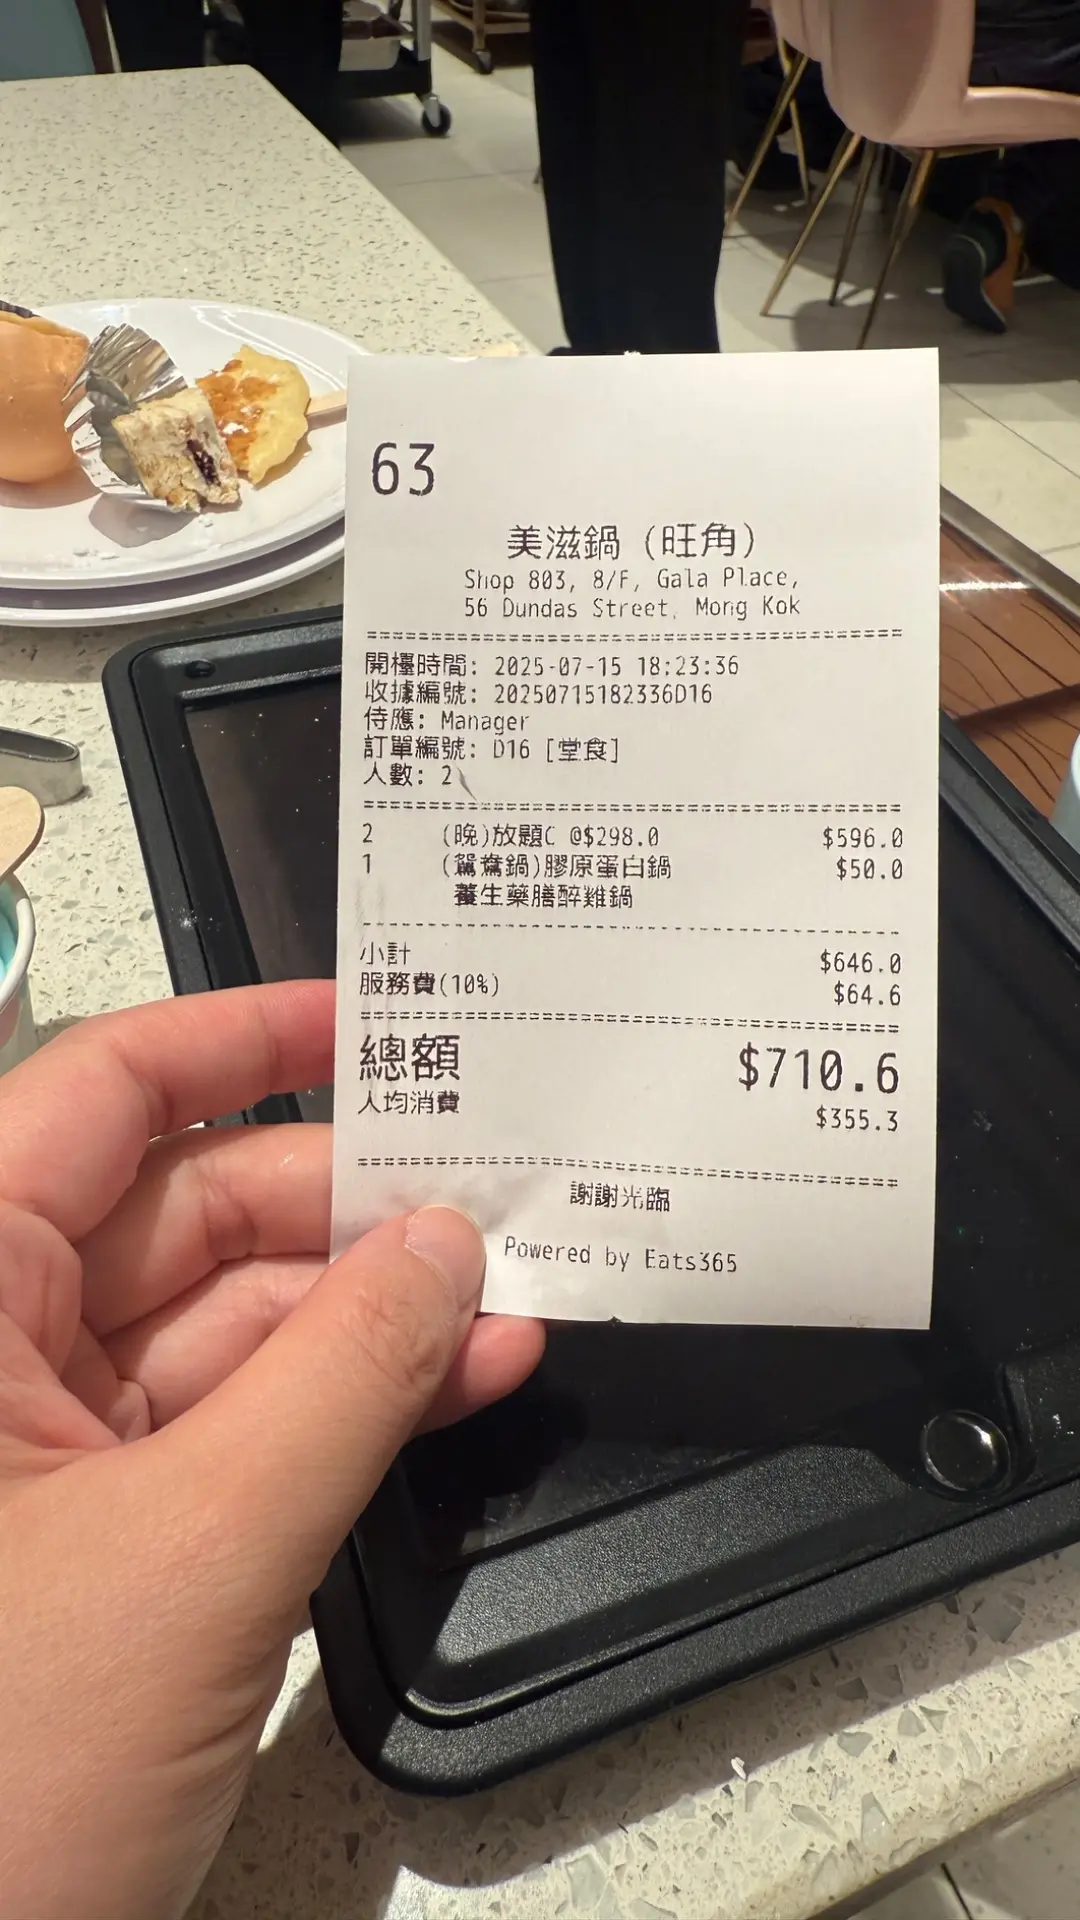 63
美滋鍋 (旺角)
Shop 803, 8/F, Gala Place,
56 Dundas Street, Mong Kok
開檯時間: 2025-07-15 18:23:36
收據編號: 20250715182336D16
侍應: Manager
訂單編號: D16 [堂食]
人數: 2
2 (晚)放題C @$298.0 $596.0
1 (鴛鴦鍋)膠原蛋白鍋 $50.0
養生藥膳醉雞鍋
小計 $646.0
服務費(10%) $64.6
總額 $710.6
人均消費 $355.3
謝謝光臨
Powered by Eats365